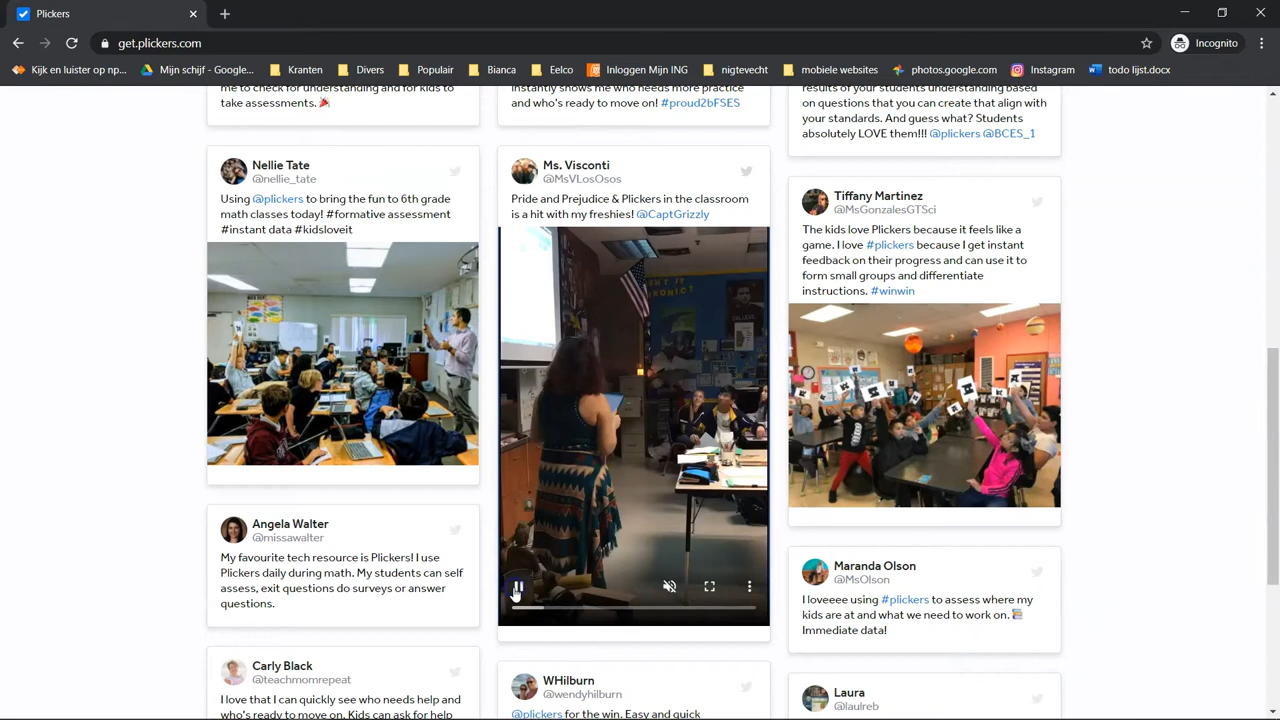 Plickers
get.plickers.com
Incognito
Kijk en luister op np...
Mijn schijf - Google...
Kranten
Divers
Populair
Bianca
Eelco
Inloggen Mijn ING
nigtevecht
mobiele websites
photos.google.com
Instagram
todo lijst.docx
me to check for understanding and for kids to
take assessments.
instantly shows me who needs more practice
and who's ready to move on! #proud2bFSES
results of your students understanding based
on questions that you can create that align with
your standards. And guess what? Students
absolutely LOVE them!!! @plickers @BCES_1
Nellie Tate
@nellie_tate
Using @plickers to bring the fun to 6th grade
math classes today! #formative assessment
#instant data #kidsloveit
Angela Walter
@missawalter
My favourite tech resource is Plickers! I use
Plickers daily during math. My students can self
assess, exit questions do surveys or answer
questions.
Carly Black
@teachmomrepeat
I love that I can quickly see who needs help and
who's ready to move on. Kids can ask for help
Ms. Visconti
@MsVLosOsos
Pride and Prejudice & Plickers in the classroom
is a hit with my freshies! @CaptGrizzly
WHilburn
@wendyhilburn
@plickers for the win. Easy and quick
Tiffany Martinez
@MsGonzalesGTSci
The kids love Plickers because it feels like a
game. I love #plickers because I get instant
feedback on their progress and can use it to
form small groups and differentiate
instructions. #winwin
Maranda Olson
@MsOlson
I loveeee using #plickers to assess where my
kids are at and what we need to work on.
Immediate data!
Laura
@laulreb